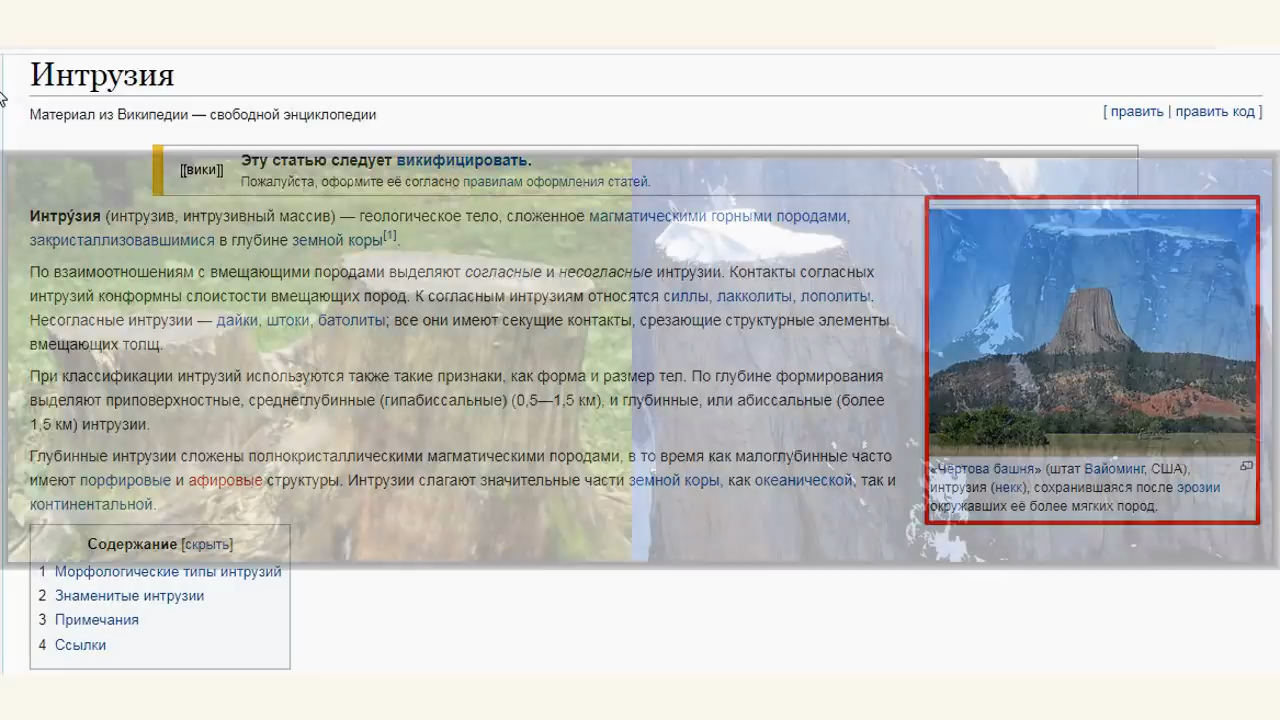 Интрузия
Материал из Википедии — свободной энциклопедии
[ править | править код ]
[[вики]]
Эту статью следует викифицировать.
Пожалуйста, оформите её согласно правилам оформления статей.
Интру́зия (интрузив, интрузивный массив) — геологическое тело, сложенное магматическими горными породами,
закристаллизовавшимися в глубине земной коры[1].
По взаимоотношениям с вмещающими породами выделяют согласные и несогласные интрузии. Контакты согласных
интрузий конформны слоистости вмещающих пород. К согласным интрузиям относятся силлы, лакколиты, лополиты.
Несогласные интрузии — дайки, штоки, батолиты; все они имеют секущие контакты, срезающие структурные элементы
вмещающих толщ.
При классификации интрузий используются также такие признаки, как форма и размер тел. По глубине формирования
выделяют приповерхностные, среднеглубинные (гипабиссальные) (0,5—1,5 км), и глубинные, или абиссальные (более
1,5 км) интрузии.
Глубинные интрузии сложены полнокристаллическими магматическими породами, в то время как малоглубинные часто
имеют порфировые и афировые структуры. Интрузии слагают значительные части земной коры, как океанической, так и
континентальной.
«Чертова башня» (штат Вайоминг, США),
интрузия (некк), сохранившаяся после эрозии
окружавших её более мягких пород.
Содержание [скрыть]
1 Морфологические типы интрузий
2 Знаменитые интрузии
3 Примечания
4 Ссылки